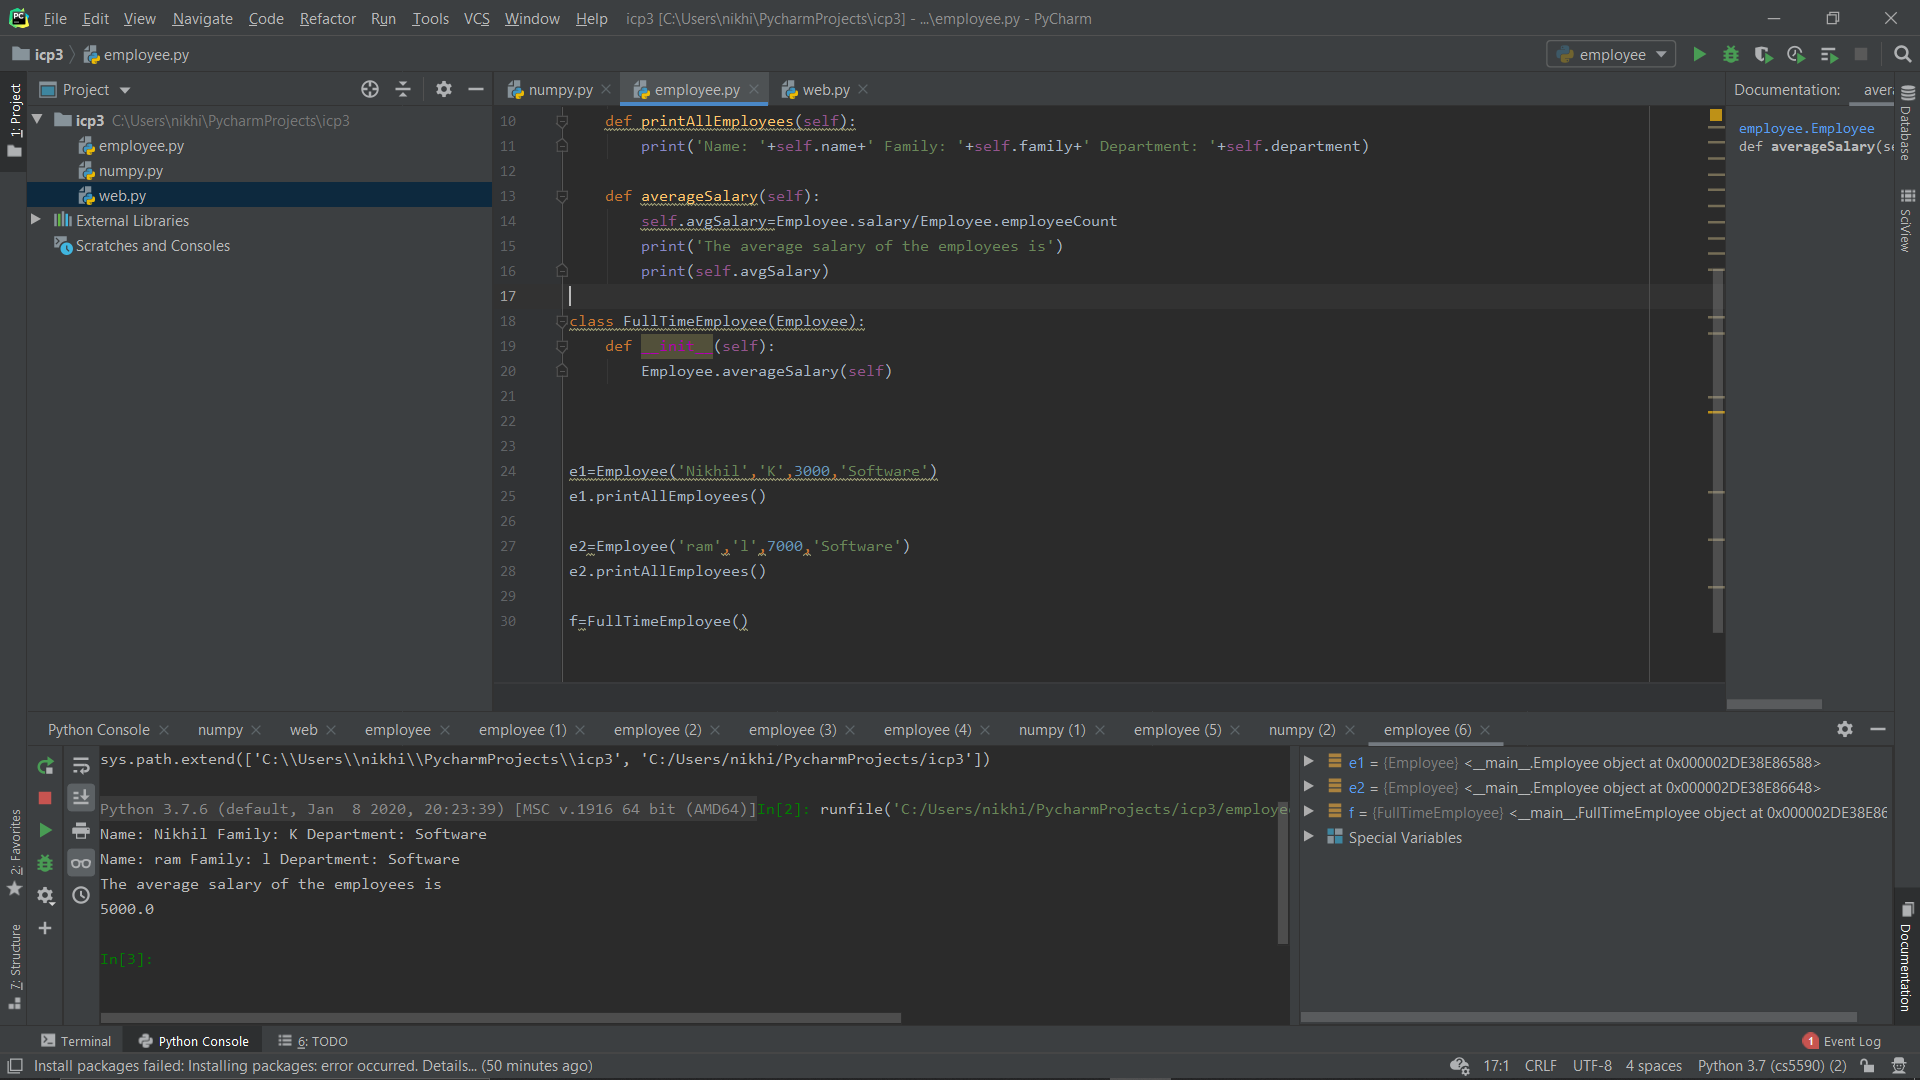 File Edit View Navigate Code Refactor Run Tools VCS Window Help icp3 [C:\Users\nikhi\PycharmProjects\icp3] - ...\employee.py - PyCharm
icp3 employee.py employee
1: Project
Project
numpy.py employee.py web.py
Documentation: aver
icp3 C:\Users\nikhi\PycharmProjects\icp3
employee.py
numpy.py
web.py
External Libraries
Scratches and Consoles
10 def printAllEmployees(self):
11 print('Name: '+self.name+' Family: '+self.family+' Department: '+self.department)
12
13 def averageSalary(self):
14 self.avgSalary=Employee.salary/Employee.employeeCount
15 print('The average salary of the employees is')
16 print(self.avgSalary)
17
18 class FullTimeEmployee(Employee):
19 def __init__(self):
20 Employee.averageSalary(self)
21
22
23
24 e1=Employee('Nikhil','K',3000,'Software')
25 e1.printAllEmployees()
26
27 e2=Employee('ram','l',7000,'Software')
28 e2.printAllEmployees()
29
30 f=FullTimeEmployee()
employee.Employee
def averageSalary(se
Database
SciView
Python Console numpy web employee employee (1) employee (2) employee (3) employee (4) numpy (1) employee (5) numpy (2) employee (6)
sys.path.extend(['C:\\Users\\nikhi\\PycharmProjects\\icp3', 'C:/Users/nikhi/PycharmProjects/icp3'])
Python 3.7.6 (default, Jan  8 2020, 20:23:39) [MSC v.1916 64 bit (AMD64)]In[2]: runfile('C:/Users/nikhi/PycharmProjects/icp3/employe
Name: Nikhil Family: K Department: Software
Name: ram Family: l Department: Software
The average salary of the employees is
5000.0
In[3]:
e1 = {Employee} <__main__.Employee object at 0x000002DE38E86588>
e2 = {Employee} <__main__.Employee object at 0x000002DE38E86648>
f = {FullTimeEmployee} <__main__.FullTimeEmployee object at 0x000002DE38E86
Special Variables
2: Favorites
7: Structure
Documentation
Terminal Python Console 6: TODO 1 Event Log
Install packages failed: Installing packages: error occurred. Details... (50 minutes ago) 17:1 CRLF UTF-8 4 spaces Python 3.7 (cs5590) (2)